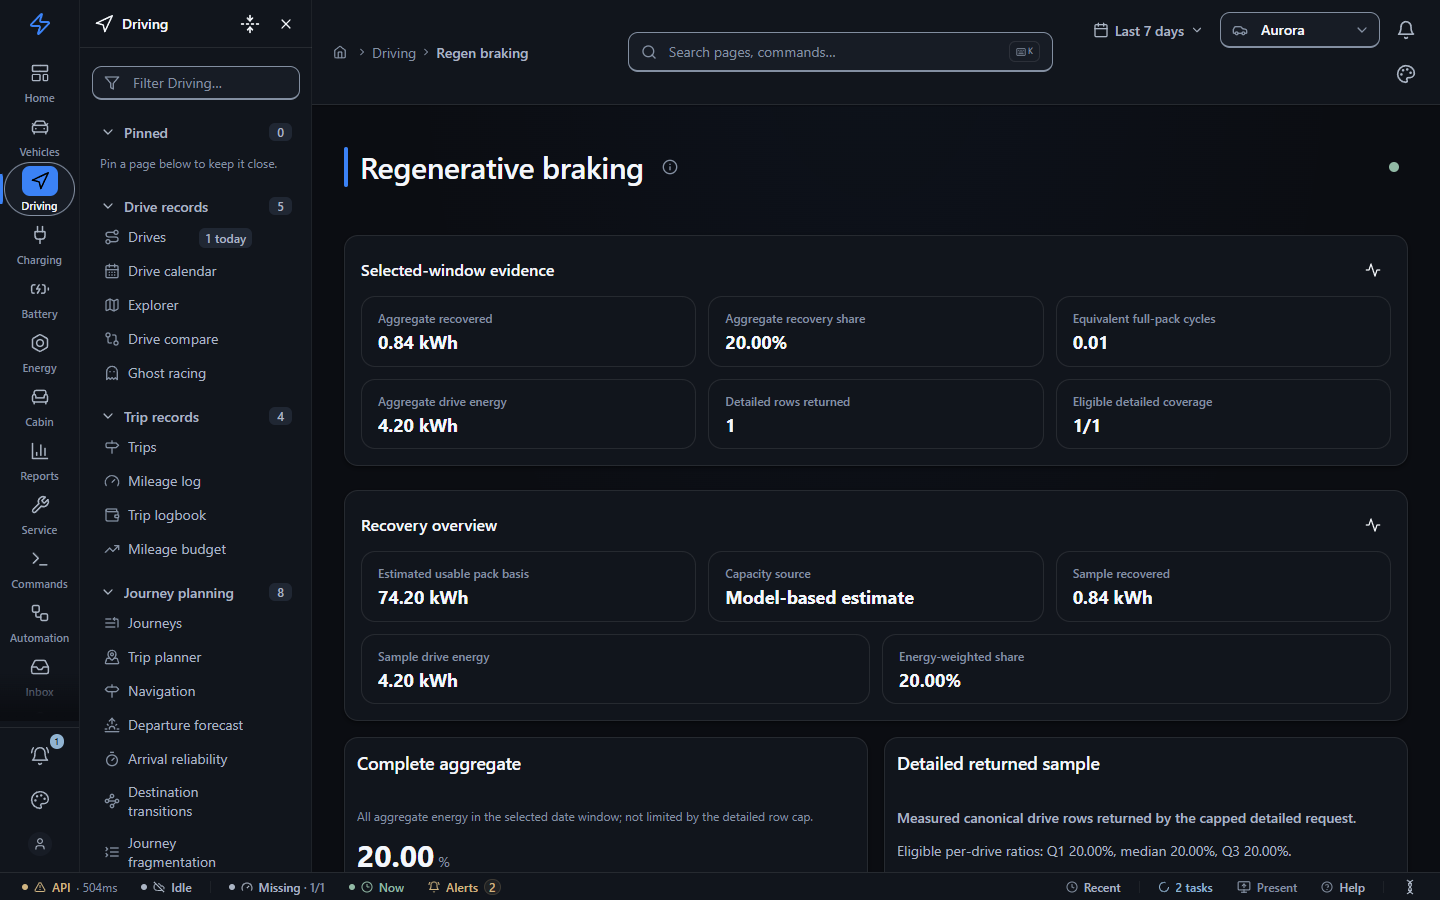 Home
Vehicles
Driving
Charging
Battery
Energy
Cabin
Reports
Service
Commands
Automation
Inbox
1
Driving
Filter Driving...
Pinned 0
Pin a page below to keep it close.
Drive records 5
Drives 1 today
Drive calendar
Explorer
Drive compare
Ghost racing
Trip records 4
Trips
Mileage log
Trip logbook
Mileage budget
Journey planning 8
Journeys
Trip planner
Navigation
Departure forecast
Arrival reliability
Destination
transitions
Journey
fragmentation
Driving Regen braking
Search pages, commands... K
Last 7 days
Aurora
Regenerative braking
Selected-window evidence
Aggregate recovered
0.84 kWh
Aggregate recovery share
20.00%
Equivalent full-pack cycles
0.01
Aggregate drive energy
4.20 kWh
Detailed rows returned
1
Eligible detailed coverage
1/1
Recovery overview
Estimated usable pack basis
74.20 kWh
Capacity source
Model-based estimate
Sample recovered
0.84 kWh
Sample drive energy
4.20 kWh
Energy-weighted share
20.00%
Complete aggregate
All aggregate energy in the selected date window; not limited by the detailed row cap.
20.00 %
Detailed returned sample
Measured canonical drive rows returned by the capped detailed request.
Eligible per-drive ratios: Q1 20.00%, median 20.00%, Q3 20.00%.
API · 504ms Idle Missing · 1/1 Now Alerts 2 Recent 2 tasks Present Help